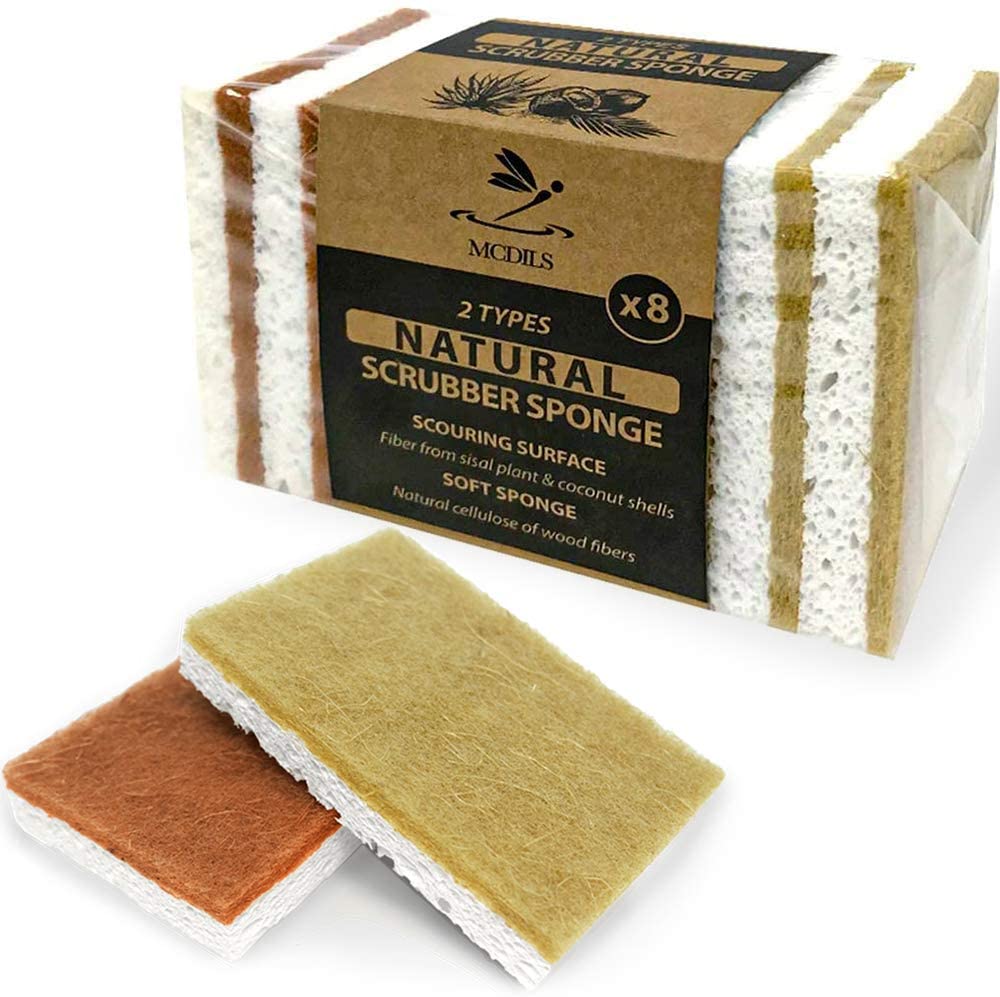 2 TYPES
NATURAL
SCRUBBER SPONGE
MCDILS
x8
2 TYPES
NATURAL
SCRUBBER SPONGE
SCOURING SURFACE
Fiber from sisal plant & coconut shells
SOFT SPONGE
Natural cellulose of wood fibers